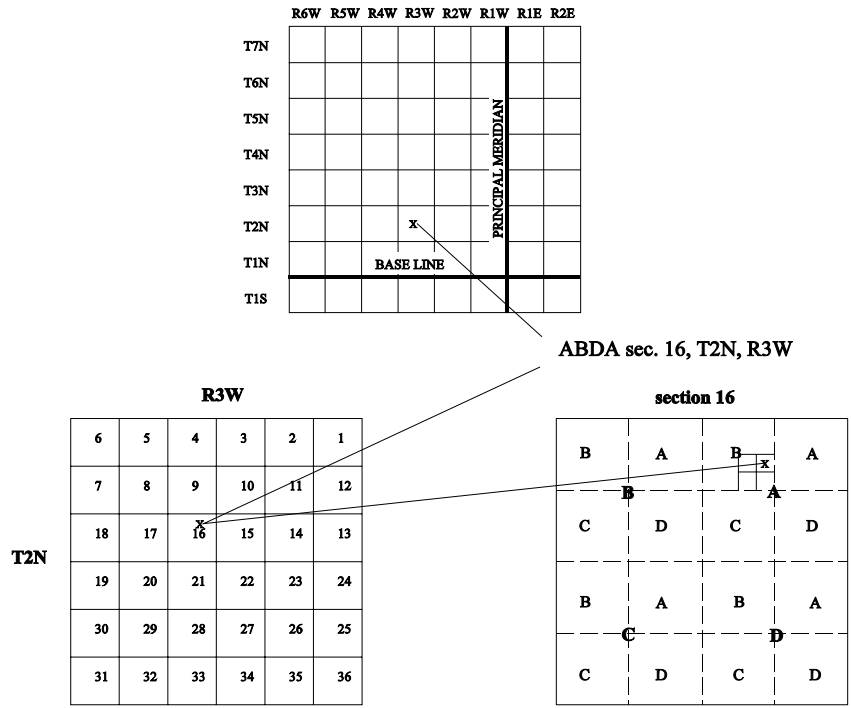 R6W R5W R4W R3W R2W R1W R1E R2E
T7N
T6N
T5N
T4N
T3N
T2N
T1N
T1S
PRINCIPAL MERIDIAN
x
BASE LINE
ABDA sec. 16, T2N, R3W
R3W
T2N
6 5 4 3 2 1
7 8 9 10 11 12
x
18 17 16 15 14 13
19 20 21 22 23 24
30 29 28 27 26 25
31 32 33 34 35 36
section 16
B A B x A
B A
C D C D
B A B A
C D
C D C D